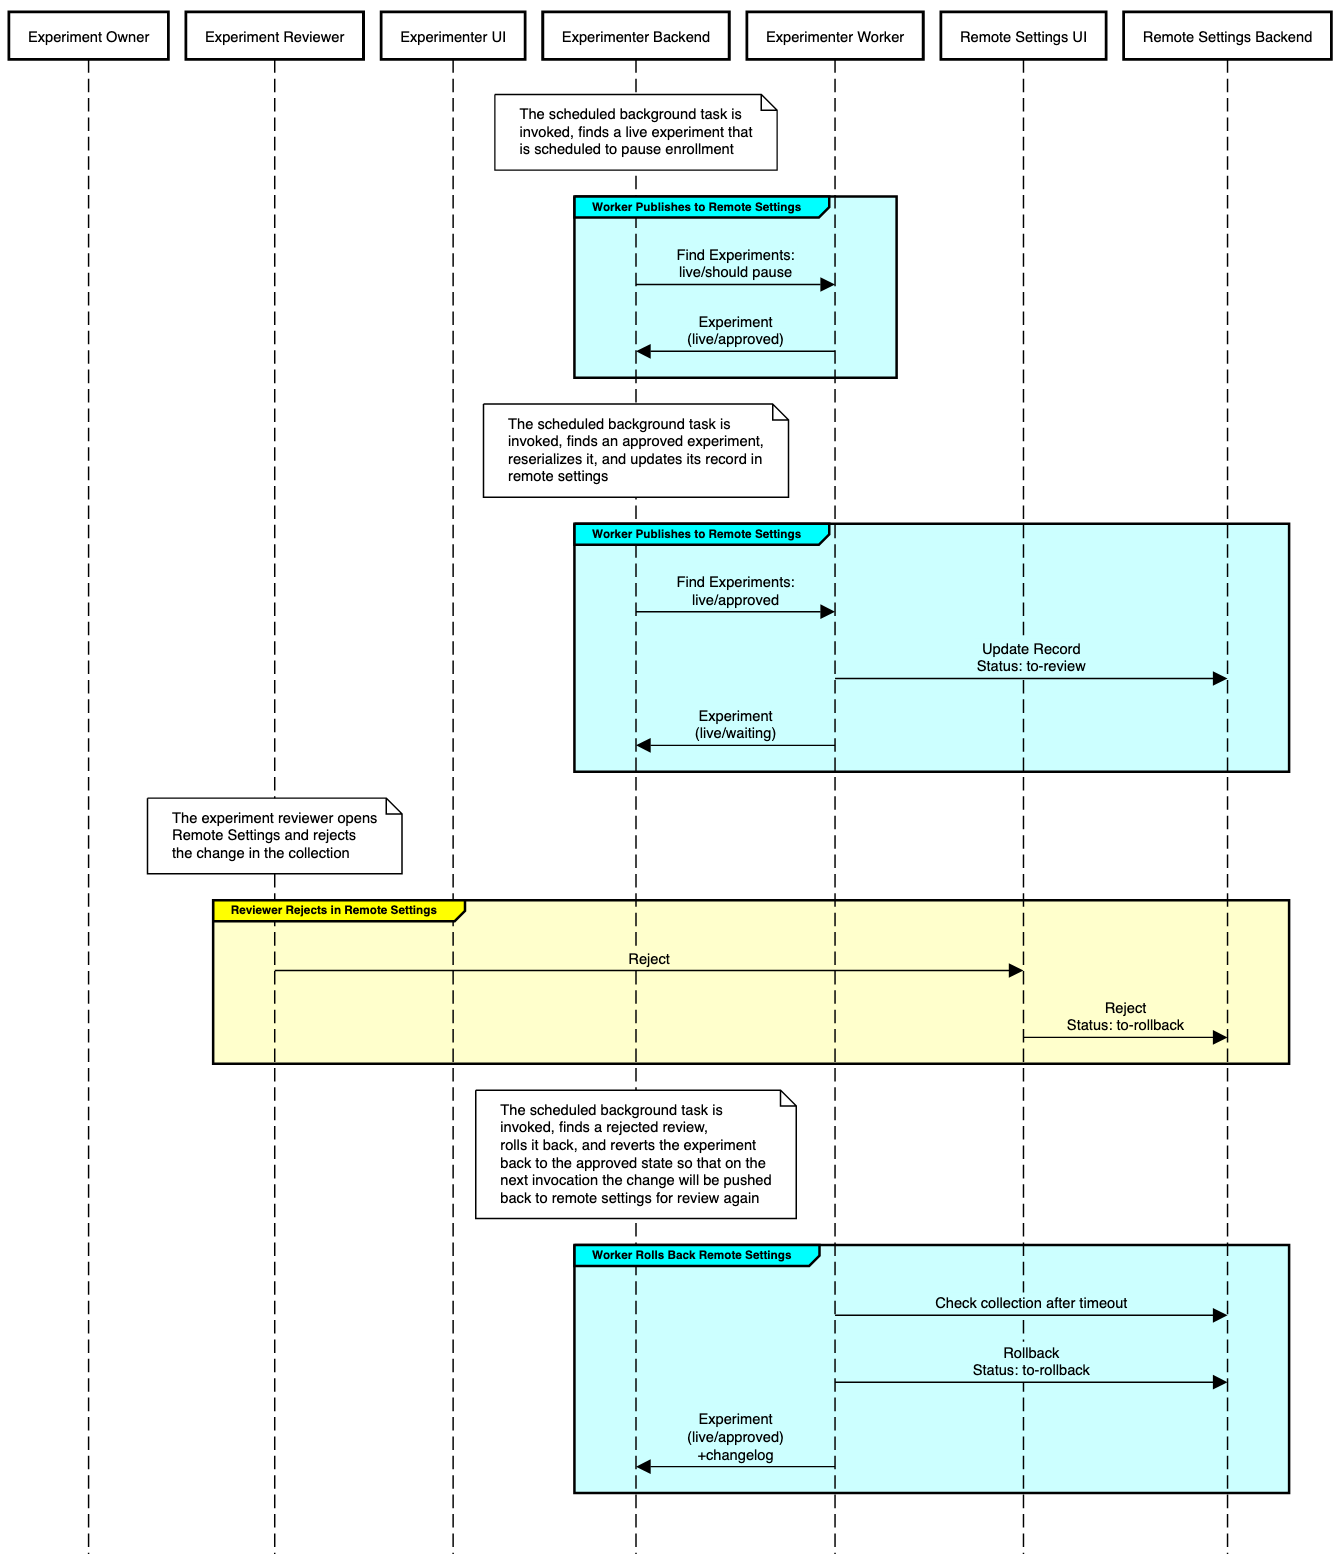 Experiment Owner
Experiment Reviewer
Experimenter UI
Experimenter Backend
Experimenter Worker
Remote Settings UI
Remote Settings Backend
The scheduled background task is
invoked, finds a live experiment that
is scheduled to pause enrollment
Worker Publishes to Remote Settings
Find Experiments:
live/should pause
Experiment
(live/approved)
The scheduled background task is
invoked, finds an approved experiment,
reserializes it, and updates its record in
remote settings
Worker Publishes to Remote Settings
Find Experiments:
live/approved
Update Record
Status: to-review
Experiment
(live/waiting)
The experiment reviewer opens
Remote Settings and rejects
the change in the collection
Reviewer Rejects in Remote Settings
Reject
Reject
Status: to-rollback
The scheduled background task is
invoked, finds a rejected review,
rolls it back, and reverts the experiment
back to the approved state so that on the
next invocation the change will be pushed
back to remote settings for review again
Worker Rolls Back Remote Settings
Check collection after timeout
Rollback
Status: to-rollback
Experiment
(live/approved)
+changelog